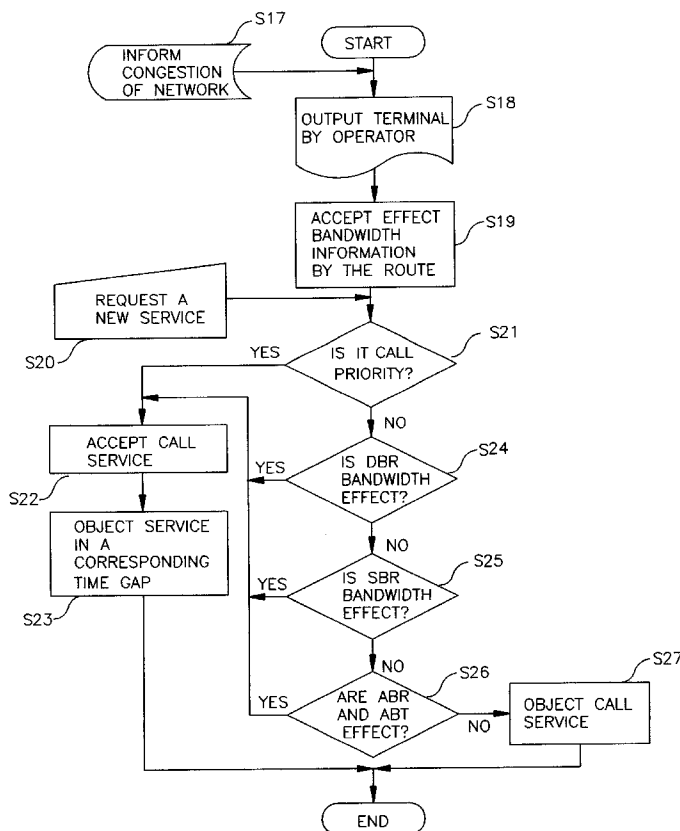 S17
START
INFORM
CONGESTION
OF NETWORK
S18
OUTPUT TERMINAL
BY OPERATOR
ACCEPT EFFECT
BANDWIDTH
INFORMATION
BY THE ROUTE
S19
REQUEST A
NEW SERVICE
S20
YES
IS IT CALL
PRIORITY?
S21
NO
ACCEPT CALL
SERVICE
S22
YES
IS DBR
BANDWIDTH
EFFECT?
S24
NO
OBJECT SERVICE
IN A
CORRESPONDING
TIME GAP
S23
YES
IS SBR
BANDWIDTH
EFFECT?
S25
NO
YES
ARE ABR
AND ABT
EFFECT?
S26
NO
S27
OBJECT CALL
SERVICE
END